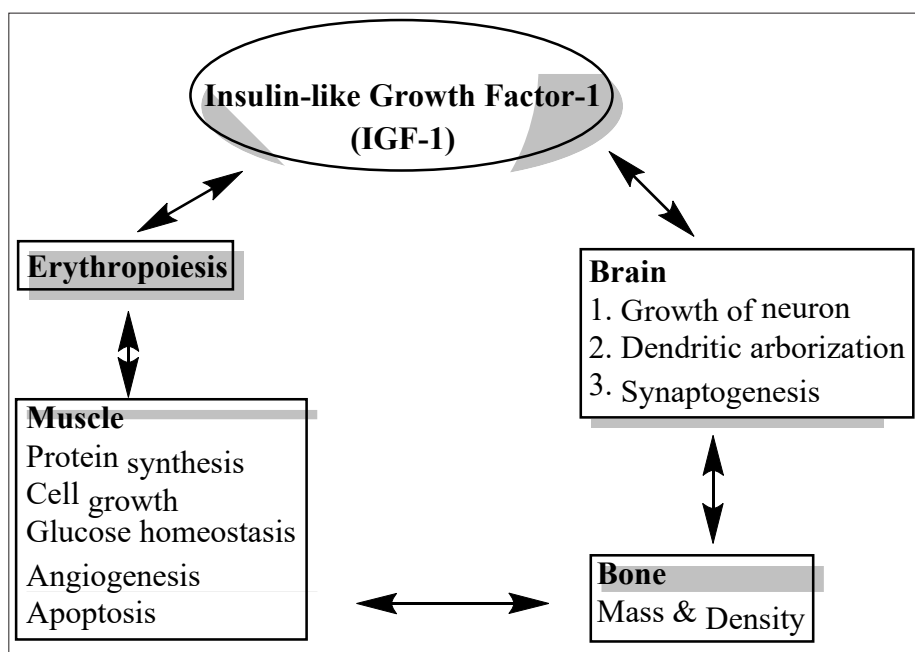 Insulin-like Growth Factor-1
(IGF-1)
Erythropoiesis
Brain
1. Growth of neuron
2. Dendritic arborization
3. Synaptogenesis
Muscle
Protein synthesis
Cell growth
Glucose homeostasis
Angiogenesis
Apoptosis
Bone
Mass & Density